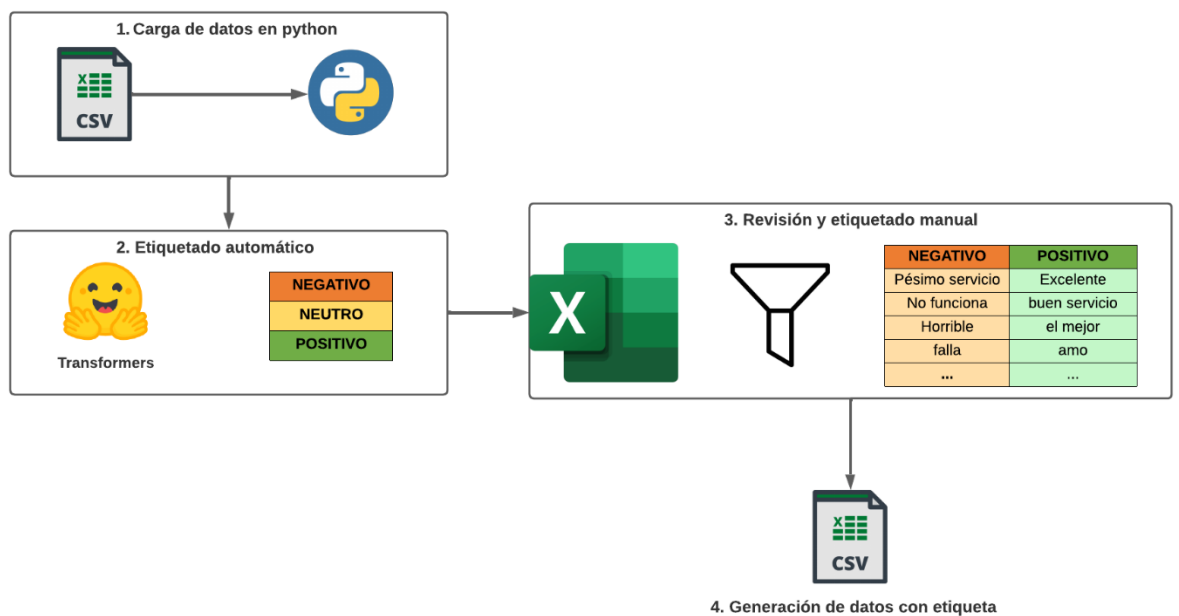 1. Carga de datos en python
X
CSV
2. Etiquetado automático
Transformers
NEGATIVO
NEUTRO
POSITIVO
3. Revisión y etiquetado manual
X
NEGATIVO POSITIVO
Pésimo servicio Excelente
No funciona buen servicio
Horrible el mejor
falla amo
... ...
X
CSV
4. Generación de datos con etiqueta